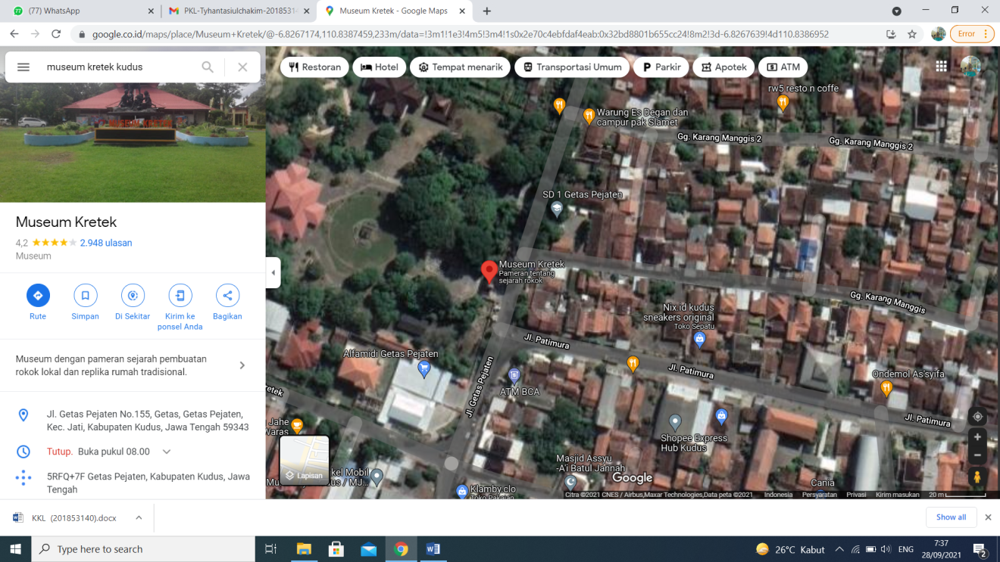 (77) WhatsApp
PKL-Tyhantasiulchakim-2018531
Museum Kretek - Google Maps
google.co.id/maps/place/Museum+Kretek/@-6.8267174,110.8387459,233m/data=!3m1!1e3!4m5!3m4!1s0x2e70c4ebfdaf4eab:0x32bd8801b655cc24!8m2!3d-6.8267639!4d110.8386952
Error
museum kretek kudus
Restoran
Hotel
Tempat menarik
Transportasi Umum
Parkir
Apotek
ATM
MUSEUM KRETEK
Museum Kretek
4,2
2.948 ulasan
Museum
Rute
Simpan
Di Sekitar
Kirim ke
ponsel Anda
Bagikan
Museum dengan pameran sejarah pembuatan
rokok lokal dan replika rumah tradisional.
Jl. Getas Pejaten No.155, Getas, Getas Pejaten,
Kec. Jati, Kabupaten Kudus, Jawa Tengah 59343
Tutup. Buka pukul 08.00
5RFQ+7F Getas Pejaten, Kabupaten Kudus, Jawa
Tengah
rw5 resto n coffe
Warung Es Degan dan
campur pak Slamet
Gg. Karang Manggis 2
Gg. Karang Manggis 2
SD 1 Getas Pejaten
Museum Kretek
Pameran tentang
sejarah rokok
Gg. Karang Manggis
Nix.id kudus
sneakers original
Toko Sepatu
Jl. Patimura
Alfamidi Getas Pejaten
Jl. Patimura
Ondemol As'syifa
Jl. Getas Pejaten
ATM BCA
etek
Jahe
Waras
Jl. Patimura
Shopee Express
Hub Kudus
Masjid Assyu
-A'i Batul Jannah
Lapisan
kel Mobil
us / MJ...
Klamby.clo
Toko Pakaian
Cania
Google
Citra ©2021 CNES / Airbus,Maxar Technologies,Data peta ©2021
Indonesia
Persyaratan
Privasi
Kirim masukan
20 m
KKL (201853140).docx
Show all
Type here to search
26°C Kabut
ENG
7:37
28/09/2021
2